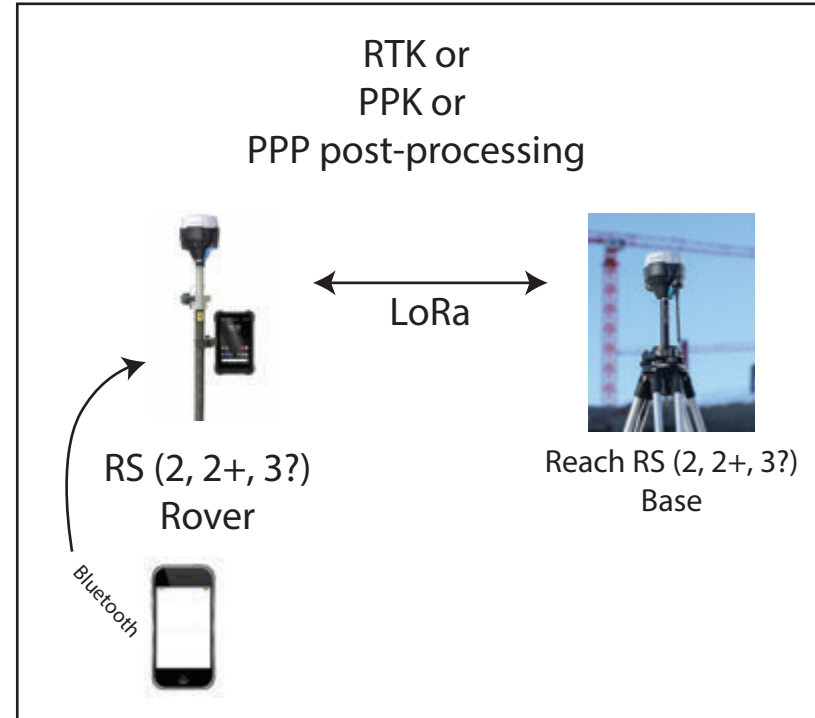 RTK or
PPK or
PPP post-processing
LoRa
RS (2, 2+, 3?)
Rover
Reach RS (2, 2+, 3?)
Base
Bluetooth